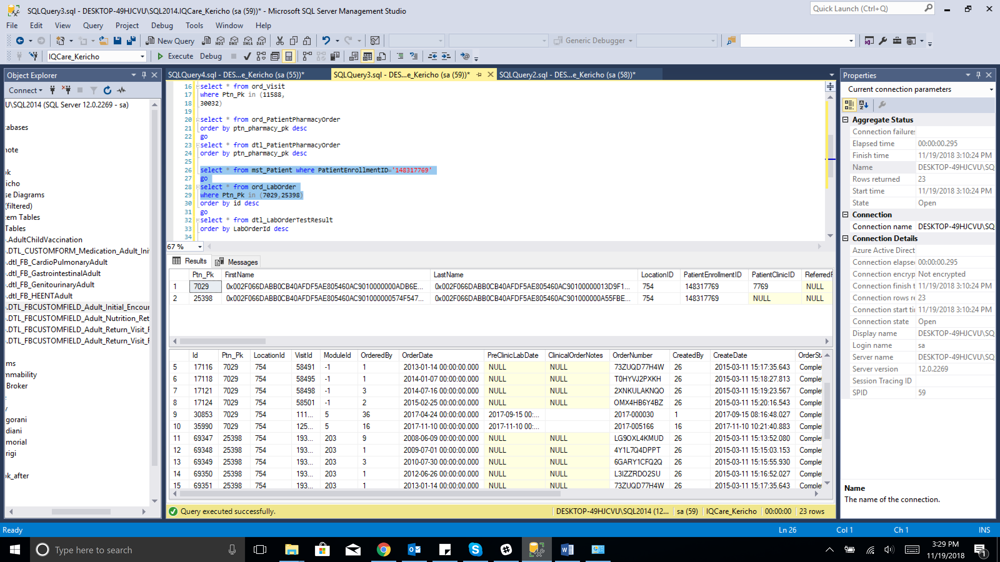 SQLQuery3.sql - DESKTOP-49HJCVU\SQL2014.IQCare_Kericho (sa (59))* - Microsoft SQL Server Management Studio
Quick Launch (Ctrl+Q)
File Edit View Query Project Debug Tools Window Help
New Query MDX DMX XMLA DAX Generic Debugger
IQCare_Kericho Execute Debug
Object Explorer
Connect
U\SQL2014 (SQL Server 12.0.2269 - sa)
:abases
note
ok
icho
se Diagrams
(filtered)
tem Tables
Tables
.AdultChildVaccination
.DTL_CUSTOMFORM_Medication_Adult_Ini
.dtl_FB_CardioPulmonaryAdult
.dtl_FB_GastrointestinalAdult
.dtl_FB_GenitourinaryAdult
.dtl_FB_HEENTAdult
.DTL_FBCUSTOMFIELD_Adult_Initial_Encour
.DTL_FBCUSTOMFIELD_Adult_Nutrition_Ret
.DTL_FBCUSTOMFIELD_Adult_Return_Visit_F
.DTL_FBCUSTOMFIELD_Adult_Return_Visit_F
ms
mmability
Broker
gorani
diani
morial
rigi
ok_after
SQLQuery4.sql - DES...e_Kericho (sa (55))* SQLQuery3.sql - DES...e_Kericho (sa (59))* SQLQuery2.sql - DES...e_Kericho (sa (58))*
16 select * from ord_Visit
17 where Ptn_Pk in (11588,
18 30032)
19
20 select * from ord_PatientPharmacyOrder
21 order by ptn_pharmacy_pk desc
22 go
23 select * from dtl_PatientPharmacyOrder
24 order by ptn_pharmacy_pk desc
25
26 select * from mst_Patient where PatientEnrollmentID='148317769'
27 go
28 select * from ord_LabOrder
29 where Ptn_Pk in (7029,25398)
30 order by id desc
31 go
32 select * from dtl_LabOrderTestResult
33 order by LabOrderId desc
34
67 %
Results Messages
Ptn_Pk FirstName LastName LocationID PatientEnrollmentID PatientClinicID ReferredF
1 7029 0x002F066DABB0CB40AFDF5AE805460AC9010000000ADB6E... 0x002F066DABB0CB40AFDF5AE805460AC90100000013D9F1... 754 148317769 7769 NULL
2 25398 0x002F066DABB0CB40AFDF5AE805460AC901000000574F547... 0x002F066DABB0CB40AFDF5AE805460AC901000000A55FBE... 754 148317769 NULL NULL
Id Ptn_Pk LocationId VisitId ModuleId OrderedBy OrderDate PreClinicLabDate ClinicalOrderNotes OrderNumber CreatedBy CreateDate OrderSta
5 17116 7029 754 58491 -1 1 2013-01-14 00:00:00.000 NULL NULL 73ZUQD77H4W 26 2015-03-11 15:17:35.643 Comple
6 17118 7029 754 58495 -1 1 2014-01-07 00:00:00.000 NULL NULL T0HYVJ2PXKH 26 2015-03-11 15:18:27.813 Comple
7 17121 7029 754 58498 -1 3 2014-07-16 00:00:00.000 NULL NULL 2XNKULAKNQO 26 2015-03-11 15:19:23.567 Comple
8 17124 7029 754 58501 -1 2 2015-02-25 00:00:00.000 NULL NULL OMX4HB6Y4BZ 26 2015-03-11 15:20:16.543 Comple
9 30853 7029 754 111... 5 36 2017-04-24 00:00:00.000 2017-09-15 00:... 2017-000030 1 2017-09-15 08:16:48.027 Comple
10 35990 7029 754 125... 5 16 2017-11-10 00:00:00.000 2017-11-10 00:... 2017-005166 16 2017-11-10 10:21:40.883 Comple
11 69347 25398 754 193... 203 9 2008-06-09 00:00:00.000 NULL NULL LG9OXL4KMUD 26 2015-03-11 15:13:52.080 Comple
12 69348 25398 754 193... 203 1 2009-07-01 00:00:00.000 NULL NULL 4Y1L7Q4DPPT 26 2015-03-11 15:15:03.153 Comple
13 69349 25398 754 193... 203 3 2010-07-30 00:00:00.000 NULL NULL 6GARY1CFQ2Q 26 2015-03-11 15:15:55.930 Comple
14 69350 25398 754 193... 203 1 2012-06-26 00:00:00.000 NULL NULL L3IZZRDO2SU 26 2015-03-11 15:16:52.027 Comple
15 69351 25398 754 193... 203 1 2013-01-14 00:00:00.000 NULL NULL 73ZUQD77H4W 26 2015-03-11 15:17:35.643 Comple
Query executed successfully. DESKTOP-49HJCVU\SQL2014 (12... sa (59) IQCare_Kericho 00:00:00 23 rows
Properties
Current connection parameters
Aggregate Status
Connection failures
Elapsed time 00:00:00.295
Finish time 11/19/2018 3:10:24 PM
Name DESKTOP-49HJCVU\SQ
Rows returned 23
Start time 11/19/2018 3:10:24 PM
State Open
Connection
Connection name DESKTOP-49HJCVU\SQ
Connection Details
Azure Active Direct
Connection elapse 00:00:00.295
Connection encryp Not encrypted
Connection finish t 11/19/2018 3:10:24 PM
Connection rows re 23
Connection start ti 11/19/2018 3:10:24 PM
Connection state Open
Display name DESKTOP-49HJCVU\SQ
Login name sa
Server name DESKTOP-49HJCVU\SQ
Server version 12.0.2269
Session Tracing ID
SPID 59
Name
The name of the connection.
Ready Ln 26 Col 1 Ch 1 INS
Type here to search
3:29 PM
11/19/2018
1